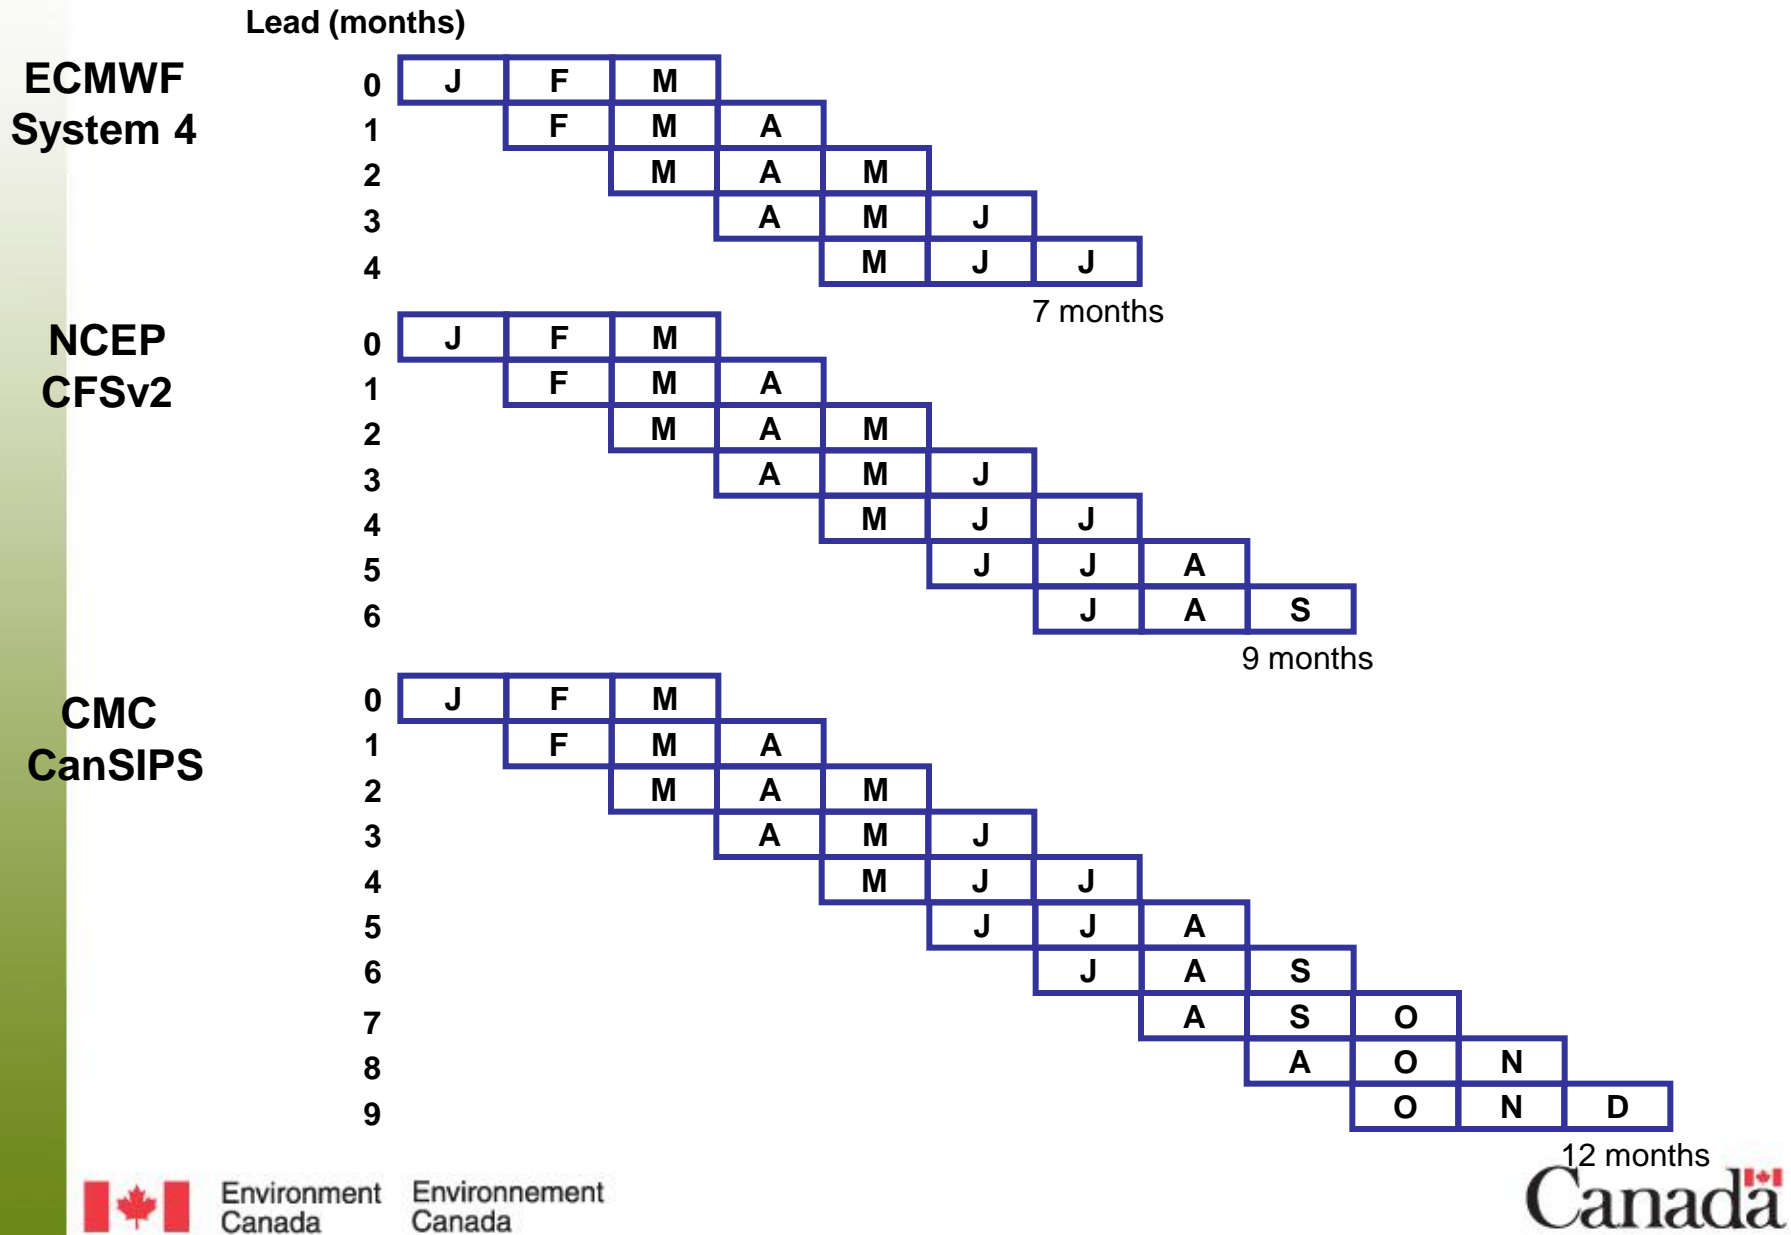 Lead (months)
ECMWF
System 4
0 J F M
1 F M A
2 M A M
3 A M J
4 M J J
7 months
NCEP
CFSv2
0 J F M
1 F M A
2 M A M
3 A M J
4 M J J
5 J J A
6 J A S
9 months
CMC
CanSIPS
0 J F M
1 F M A
2 M A M
3 A M J
4 M J J
5 J J A
6 J A S
7 A S O
8 A O N
9 O N D
12 months
Environment Environnement
Canada Canada
Canada